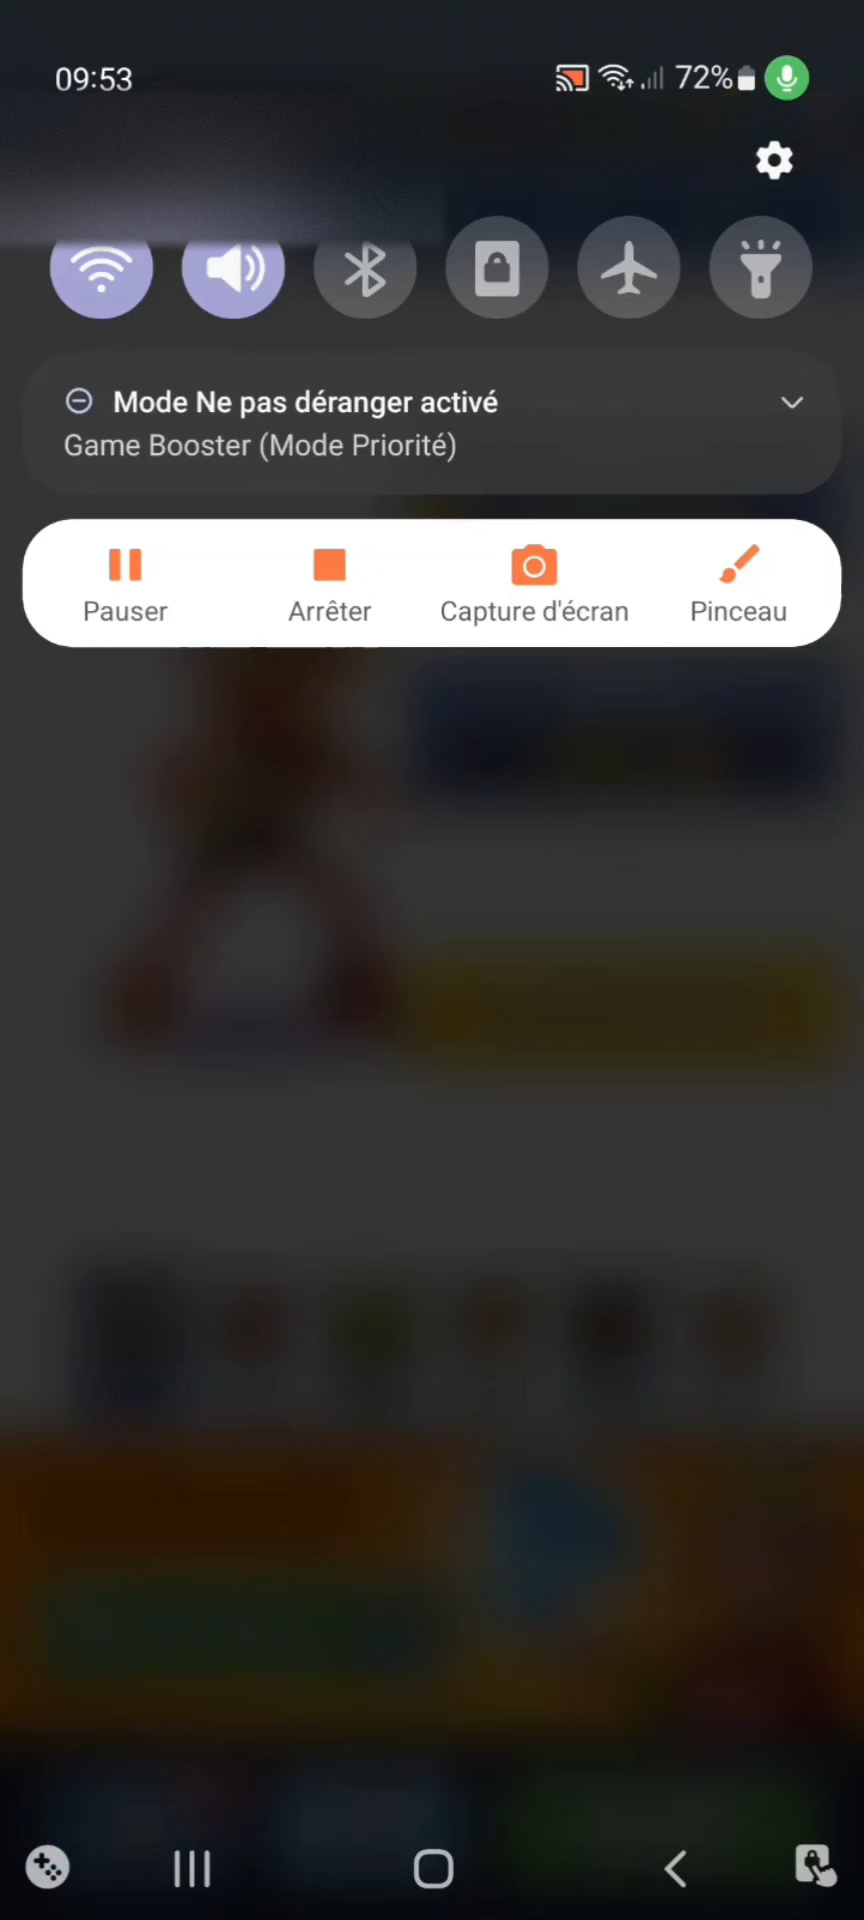 09:53
72%
Mode Ne pas déranger activé
Game Booster (Mode Priorité)
Pauser
Arrêter
Capture d'écran
Pinceau